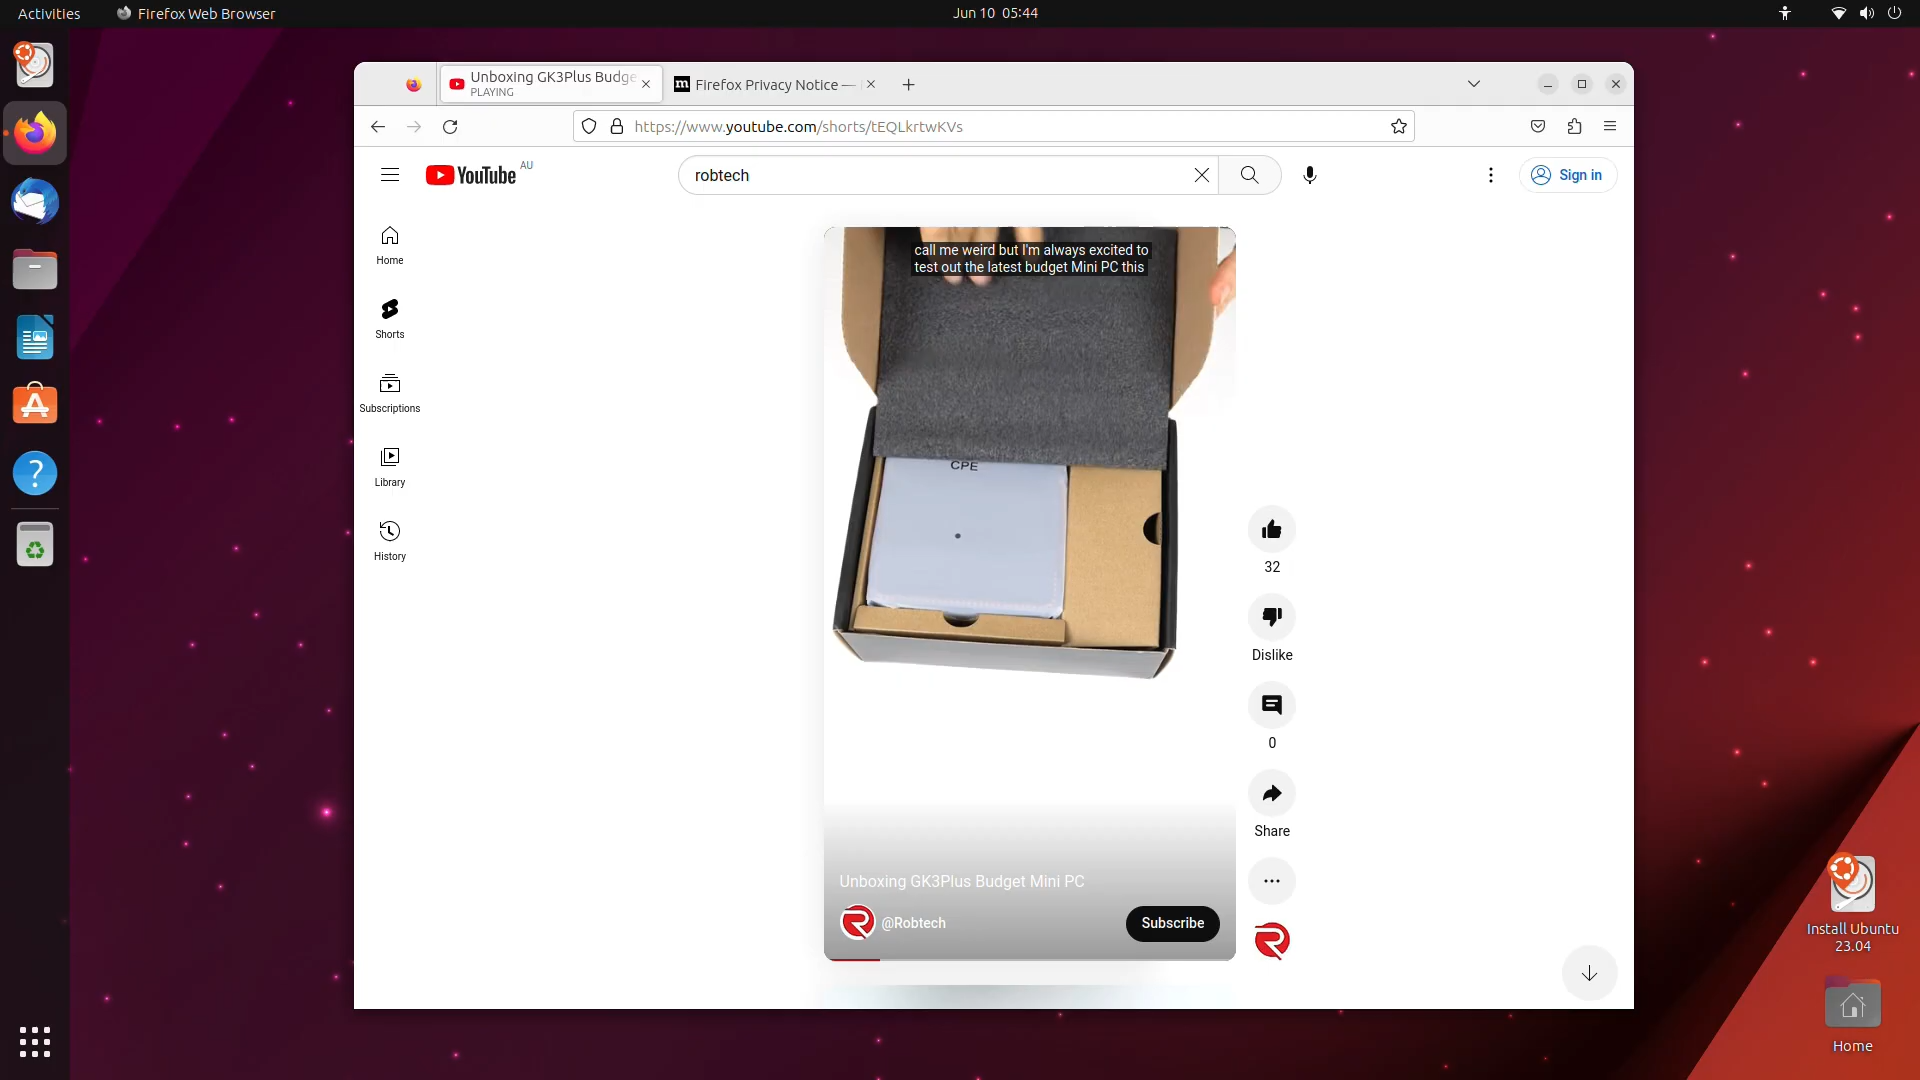 Activities
Firefox Web Browser
Jun 10 05:44
Unboxing GK3Plus Budge
PLAYING
Firefox Privacy Notice —
https://www.youtube.com/shorts/tEQLkrtwKVs
YouTube
AU
robtech
Sign in
Home
Shorts
Subscriptions
Library
History
call me weird but I'm always excited to
test out the latest budget Mini PC this
CPE
32
Dislike
0
Share
Unboxing GK3Plus Budget Mini PC
@Robtech
Subscribe
Install Ubuntu
23.04
Home